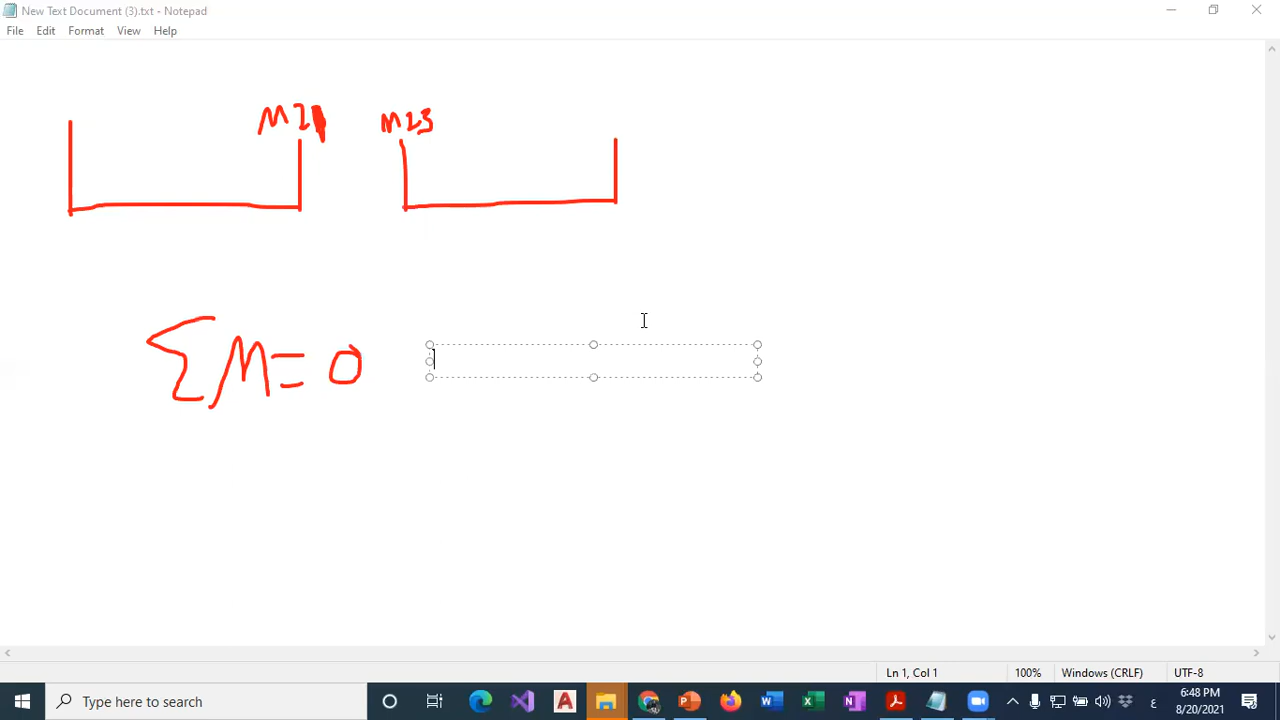 New Text Document (3).txt - Notepad
File Edit Format View Help
M21 M23
∑M=0
Ln 1, Col 1 100% Windows (CRLF) UTF-8
Type here to search
ع
6:48 PM
8/20/2021